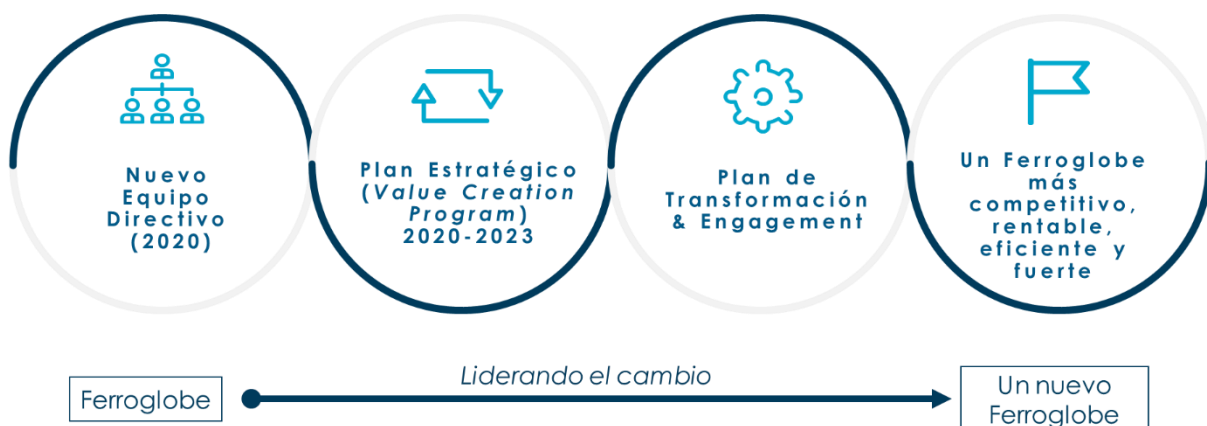 Nuevo
Equipo
Directivo
(2020)
Plan Estratégico
(Value Creation
Program)
2020-2023
Plan de
Transformación
& Engagement
Un Ferroglobe
más
competitivo,
rentable,
eficiente y
fuerte
Liderando el cambio
Ferroglobe
Un nuevo
Ferroglobe